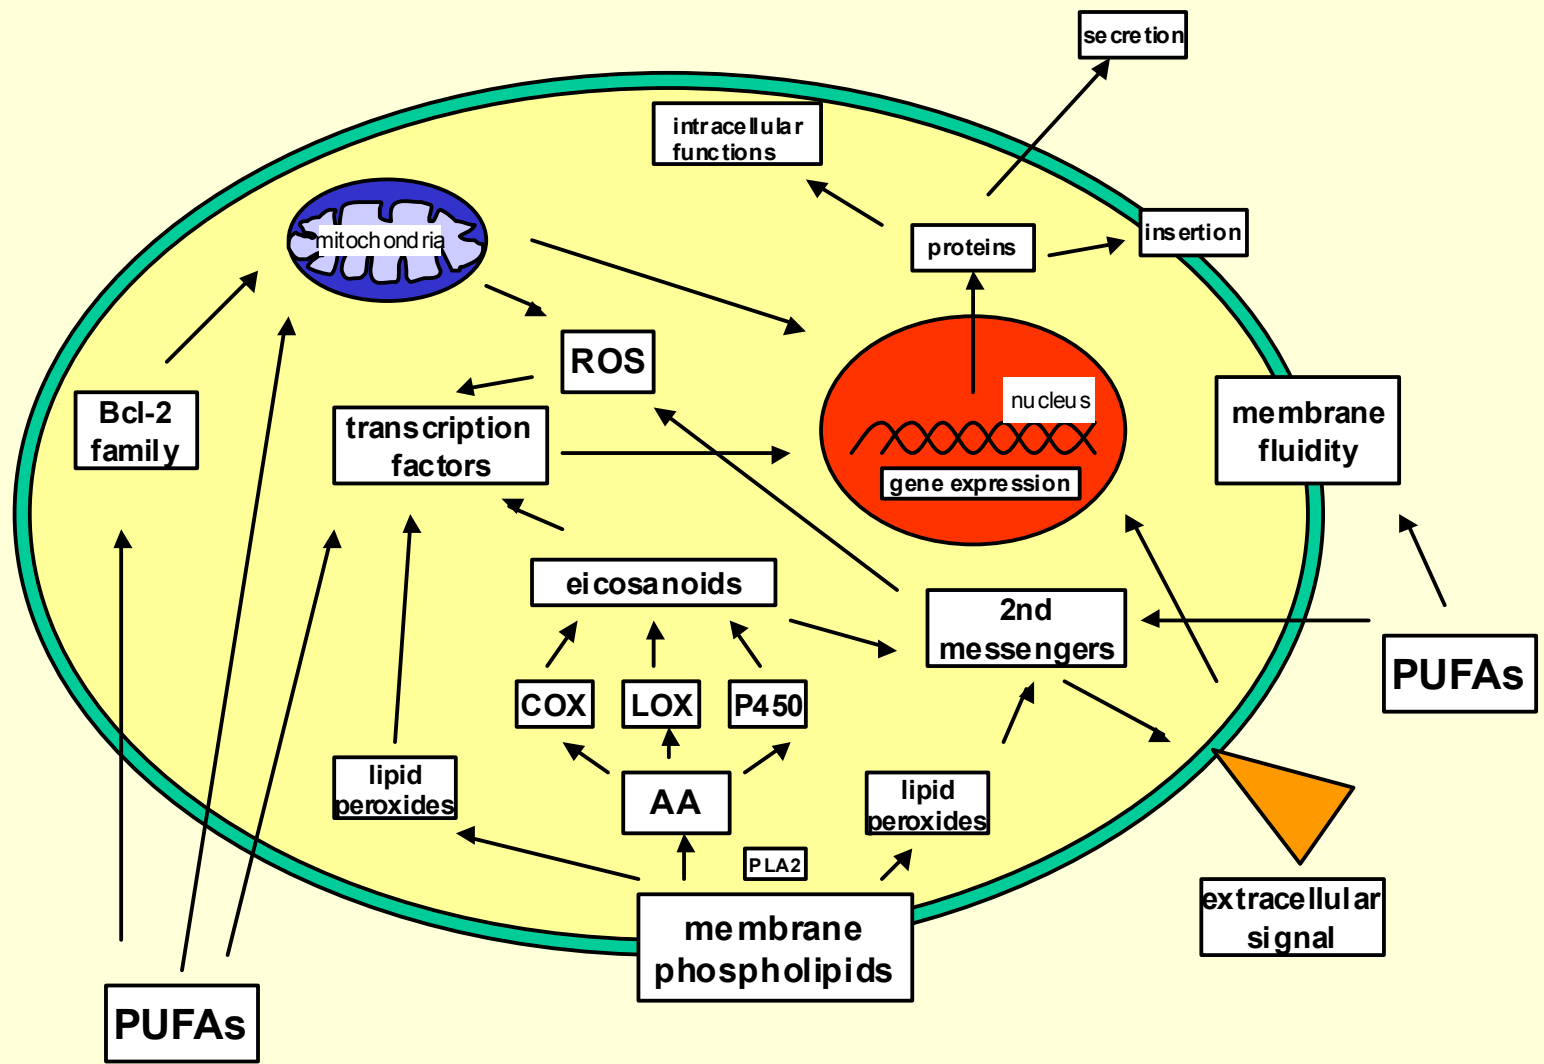 secretion
intracellular
functions
mitochondria
proteins
insertion
ROS
nucleus
Bcl-2
family
transcription
factors
membrane
fluidity
gene expression
eicosanoids
2nd
messengers
PUFAs
COX
LOX
P450
lipid
peroxides
AA
lipid
peroxides
PLA2
extracellular
signal
membrane
phospholipids
PUFAs